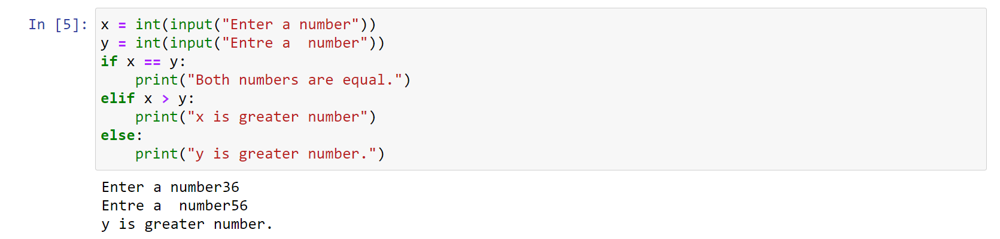 In [5]: x = int(input("Enter a number"))
y = int(input("Entre a  number"))
if x == y:
    print("Both numbers are equal.")
elif x > y:
    print("x is greater number")
else:
    print("y is greater number.")
Enter a number36
Entre a  number56
y is greater number.